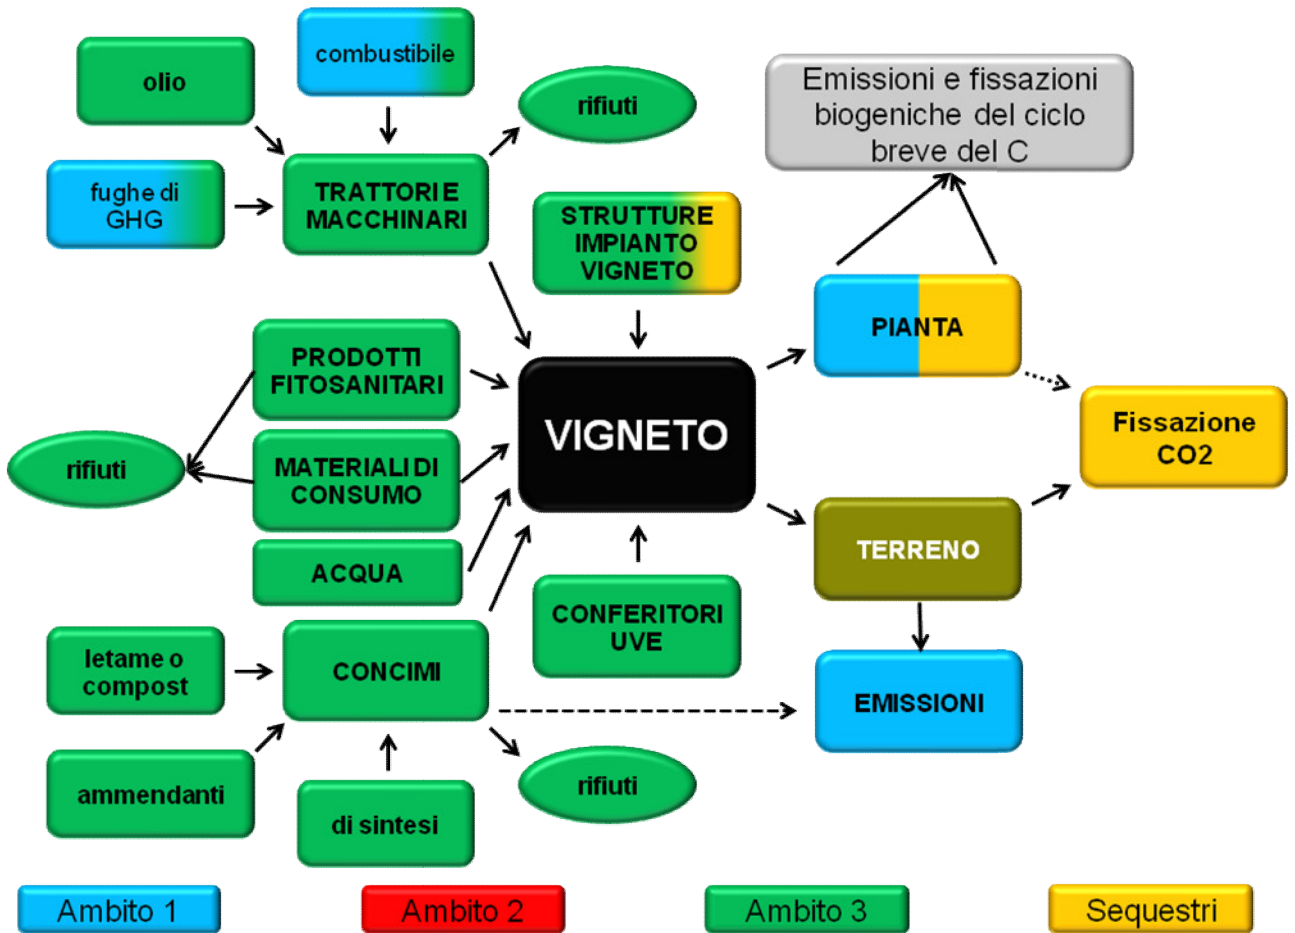 olio
combustibile
rifiuti
Emissioni e fissazioni
biogeniche del ciclo
breve del C
fughe di
GHG
TRATTORI E
MACCHINARI
STRUTTURE
IMPIANTO
VIGNETO
PIANTA
PRODOTTI
FITOSANITARI
VIGNETO
Fissazione
CO2
rifiuti
MATERIALI DI
CONSUMO
ACQUA
TERRENO
CONFERITORI
UVE
letame o
compost
CONCIMI
EMISSIONI
ammendanti
di sintesi
rifiuti
Ambito 1
Ambito 2
Ambito 3
Sequestri